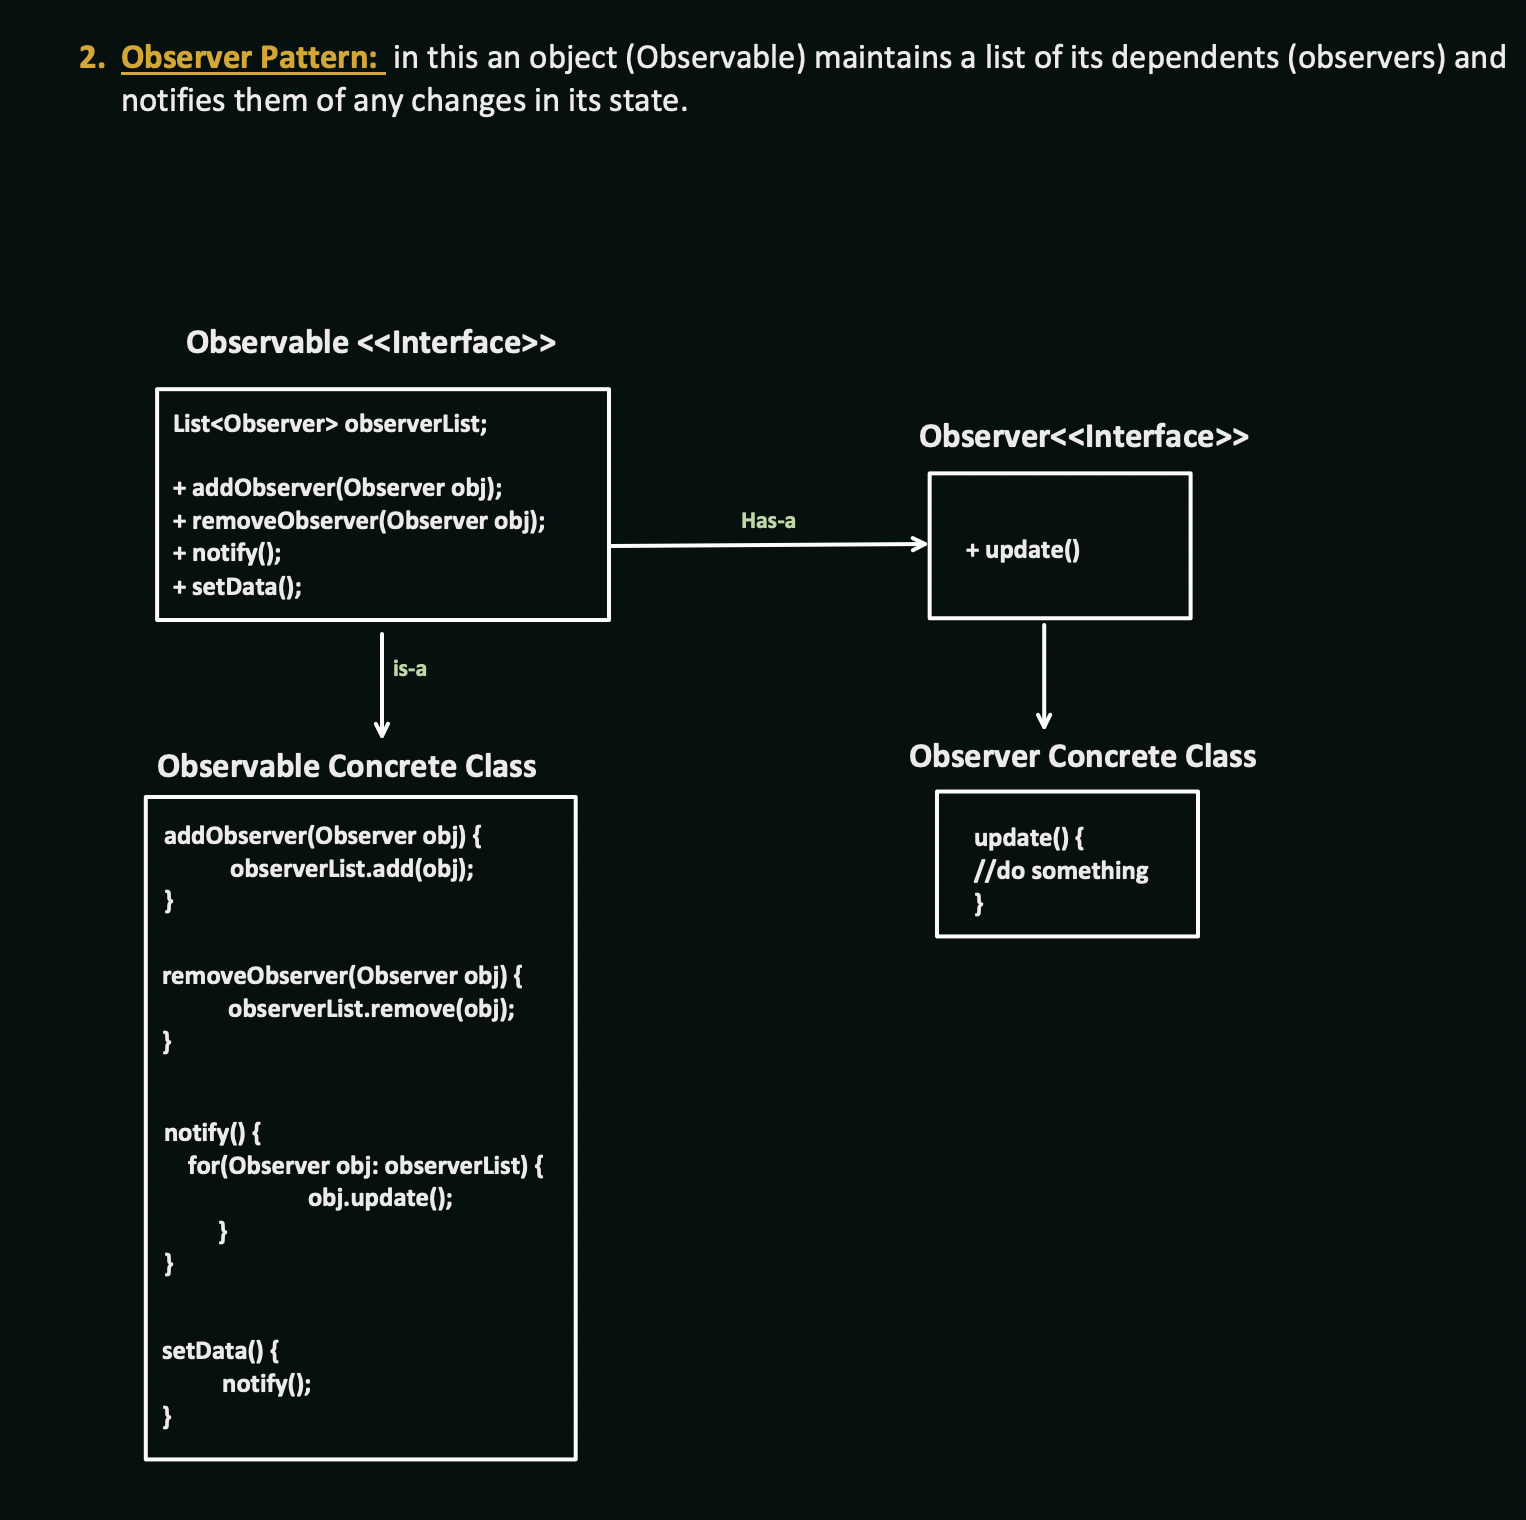 2. Observer Pattern: in this an object (Observable) maintains a list of its dependents (observers) and
notifies them of any changes in its state.
Observable <<Interface>>
List<Observer> observerList;
+ addObserver(Observer obj);
+ removeObserver(Observer obj);
+ notify();
+ setData();
Has-a
Observer<<Interface>>
+ update()
is-a
Observable Concrete Class
addObserver(Observer obj) {
observerList.add(obj);
}
removeObserver(Observer obj) {
observerList.remove(obj);
}
notify() {
for(Observer obj: observerList) {
obj.update();
}
}
setData() {
notify();
}
Observer Concrete Class
update() {
//do something
}